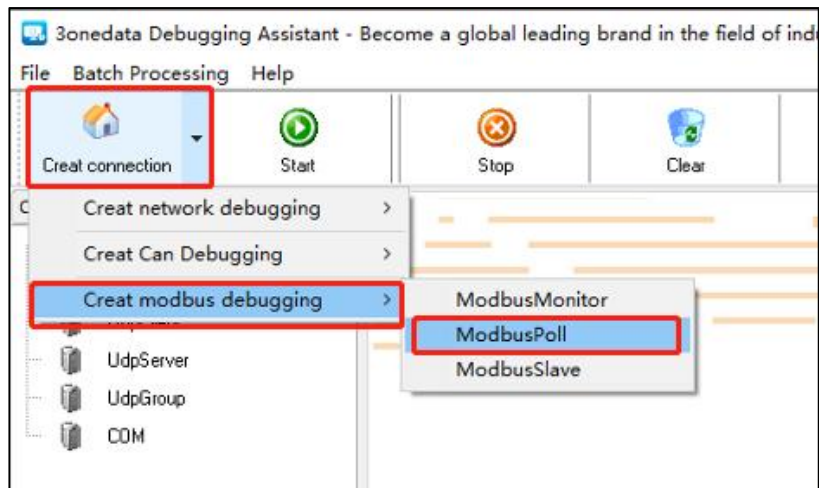 3onedata Debugging Assistant - Become a global leading brand in the field of
File Batch Processing Help
Creat connection Start Stop Clear
Creat network debugging >
Creat Can Debugging >
Creat modbus debugging >
ModbusMonitor
ModbusPoll
ModbusSlave
UdpServer
UdpGroup
COM